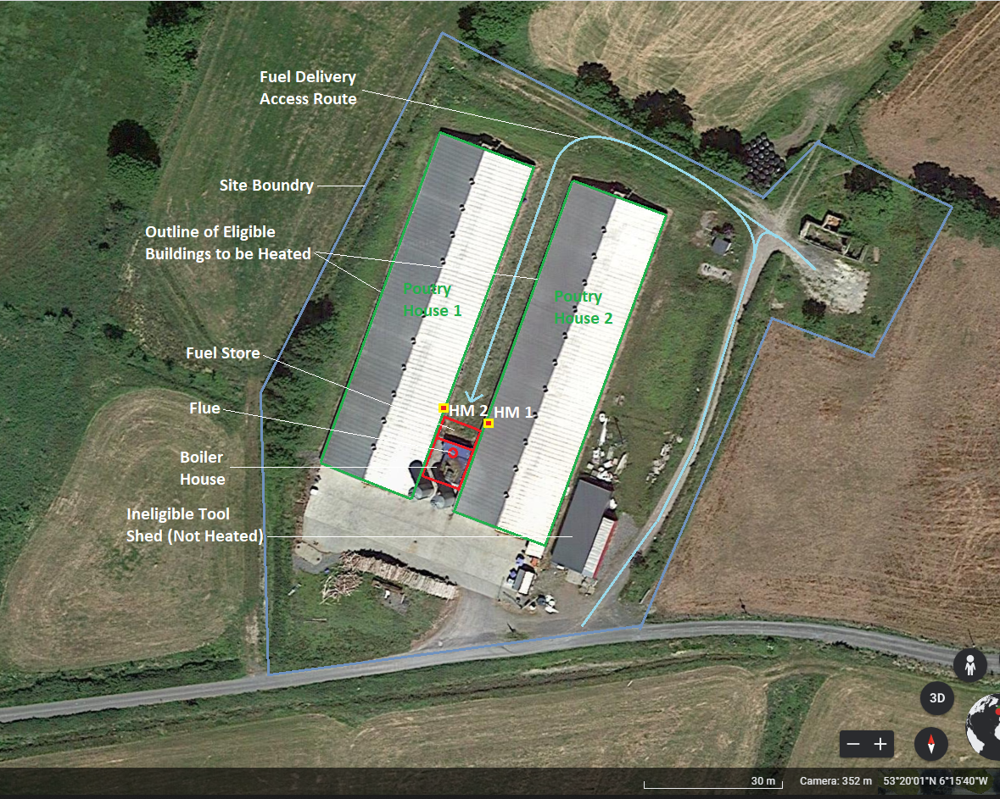 Fuel Delivery
Access Route
Site Boundry
Outline of Eligible
Buildings to be Heated
Poutry
House 1
Poutry
House 2
Fuel Store
HM 2
HM 1
Flue
Boiler
House
Ineligible Tool
Shed (Not Heated)
3D
30 m
Camera: 352 m
53°20'01"N 6°15'40"W